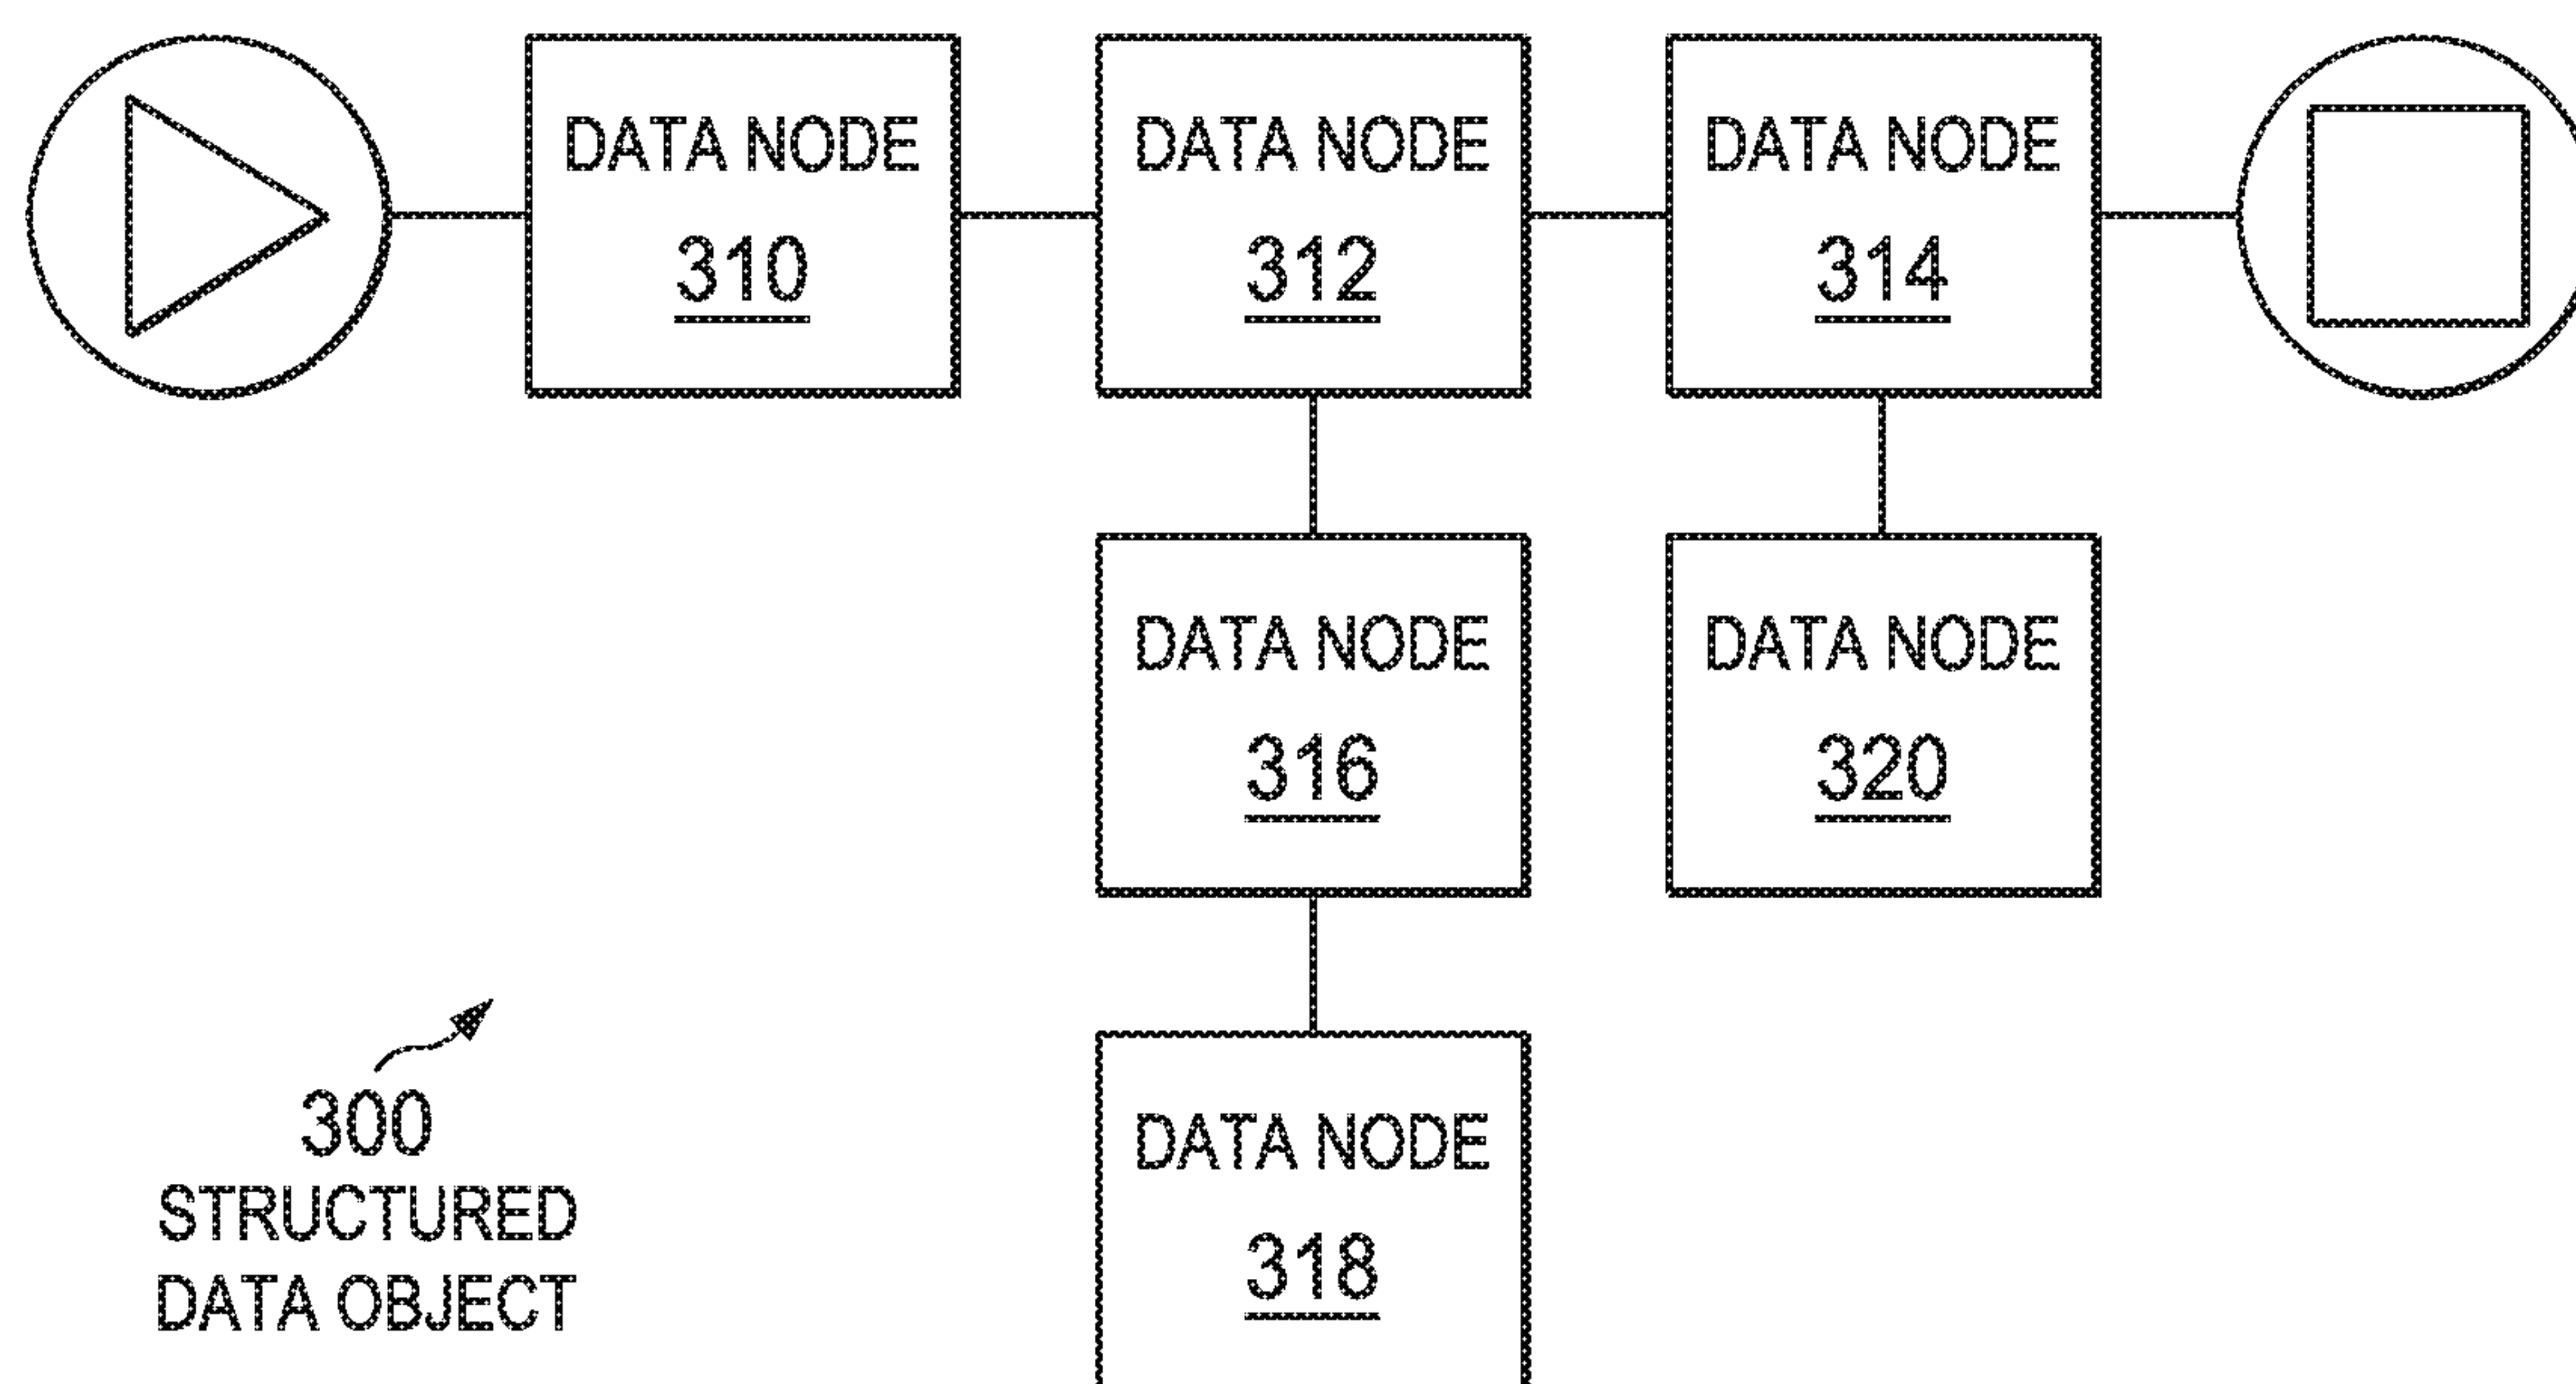 DATA NODE
310
DATA NODE
312
DATA NODE
314
DATA NODE
316
DATA NODE
320
DATA NODE
318
300
STRUCTURED
DATA OBJECT